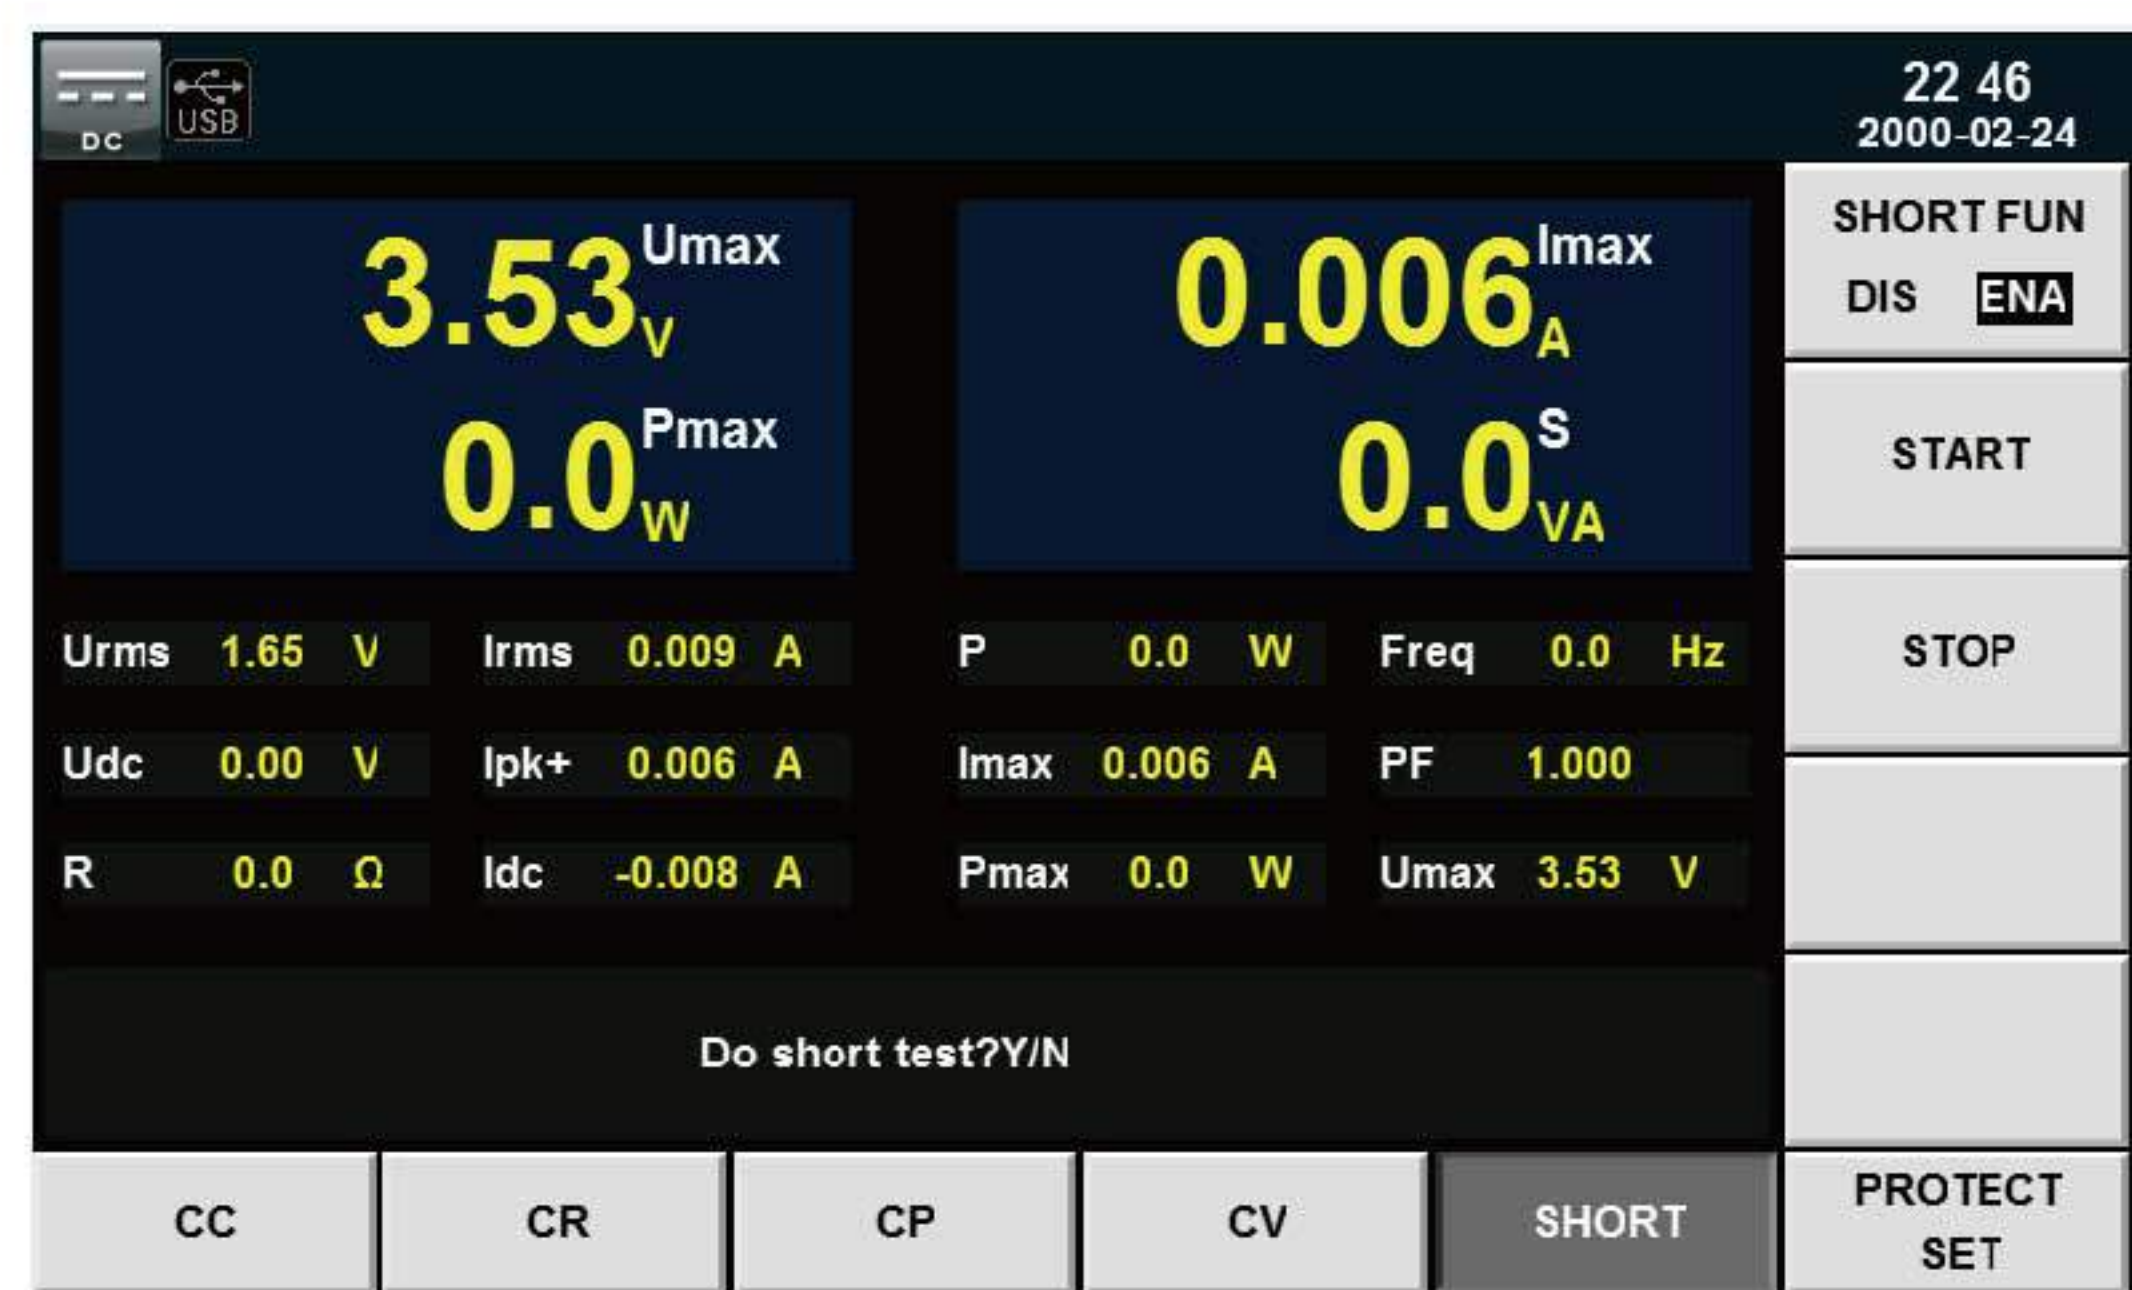 DC
USB
22 46
2000-02-24
3.53 V Umax
0.0 W Pmax
0.006 A Imax
0.0 VA S
Urms 1.65 V Irms 0.009 A P 0.0 W Freq 0.0 Hz
Udc 0.00 V Ipk+ 0.006 A Imax 0.006 A PF 1.000
R 0.0 Ω Idc -0.008 A Pmax 0.0 W Umax 3.53 V
Do short test?Y/N
SHORT FUN
DIS ENA
START
STOP
CC CR CP CV SHORT
PROTECT
SET